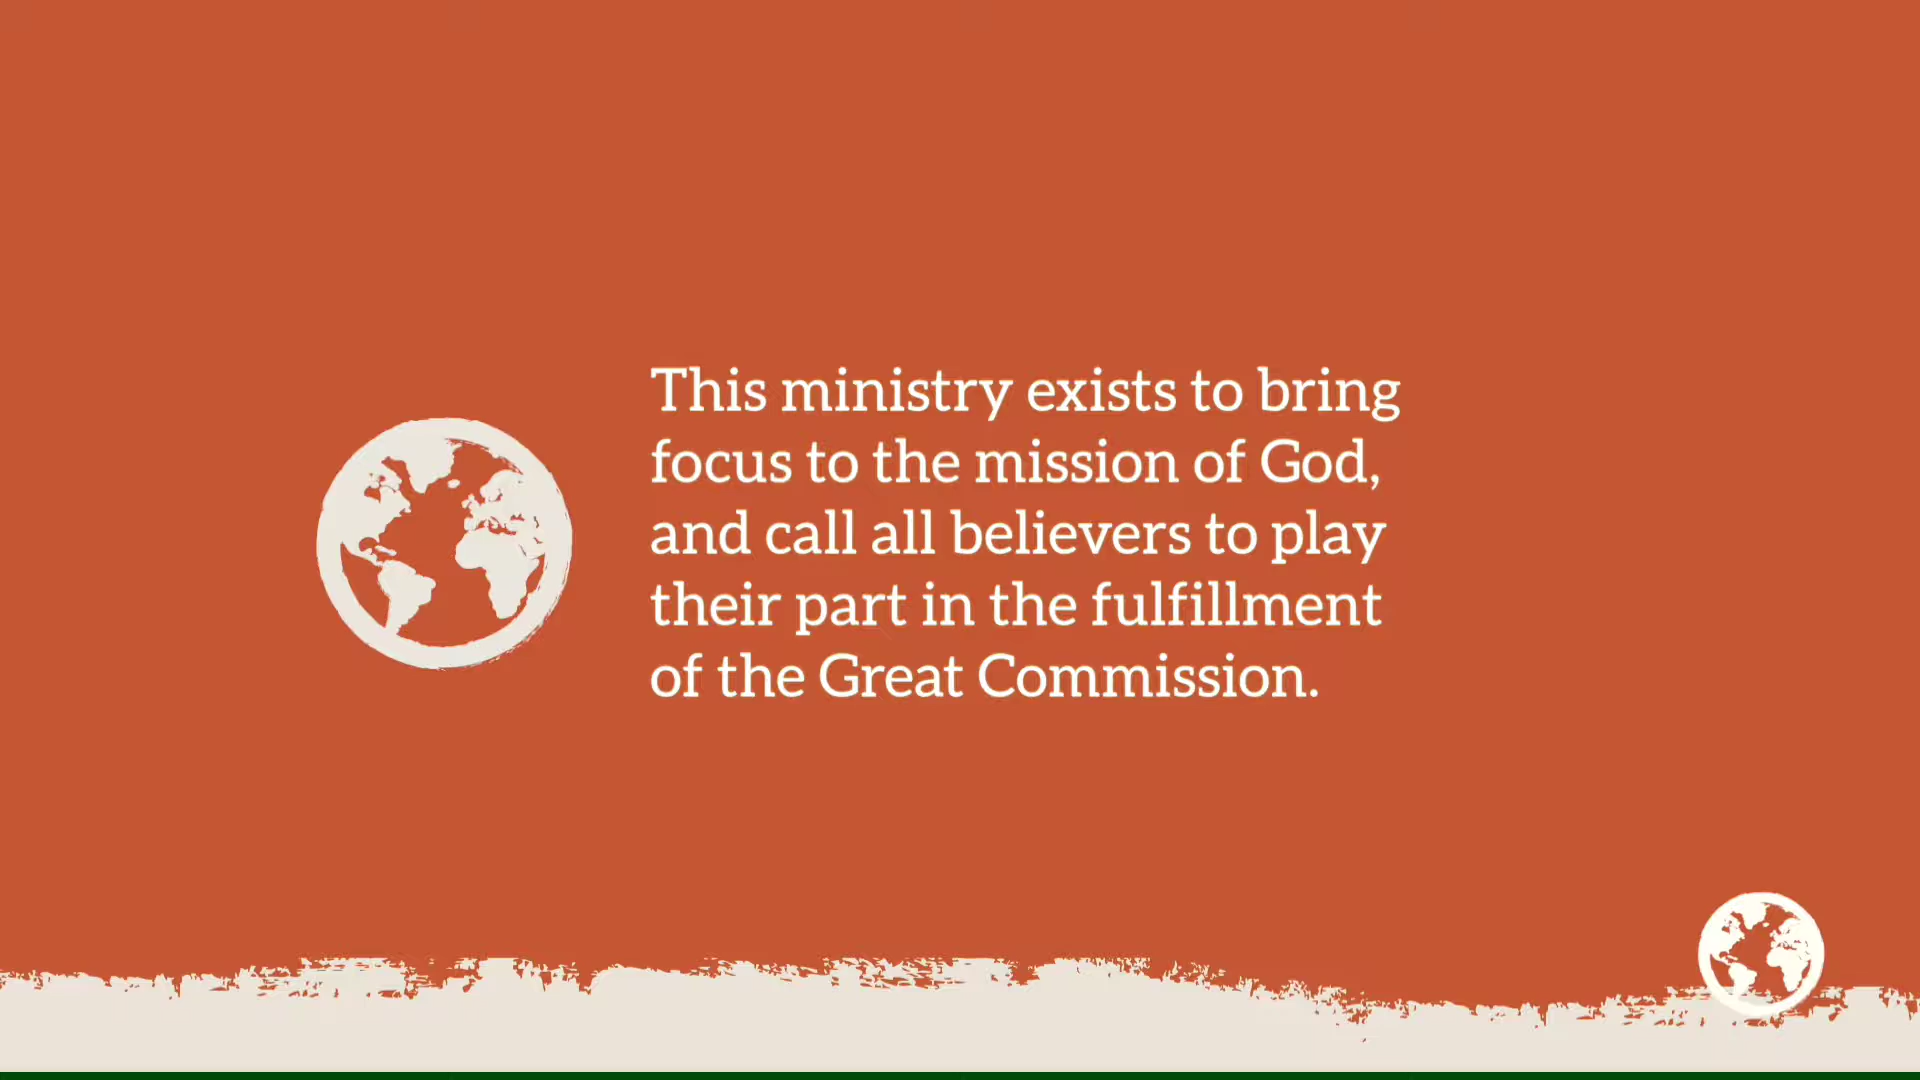 This ministry exists to bring
focus to the mission of God,
and call all believers to play
their part in the fulfillment
of the Great Commission.